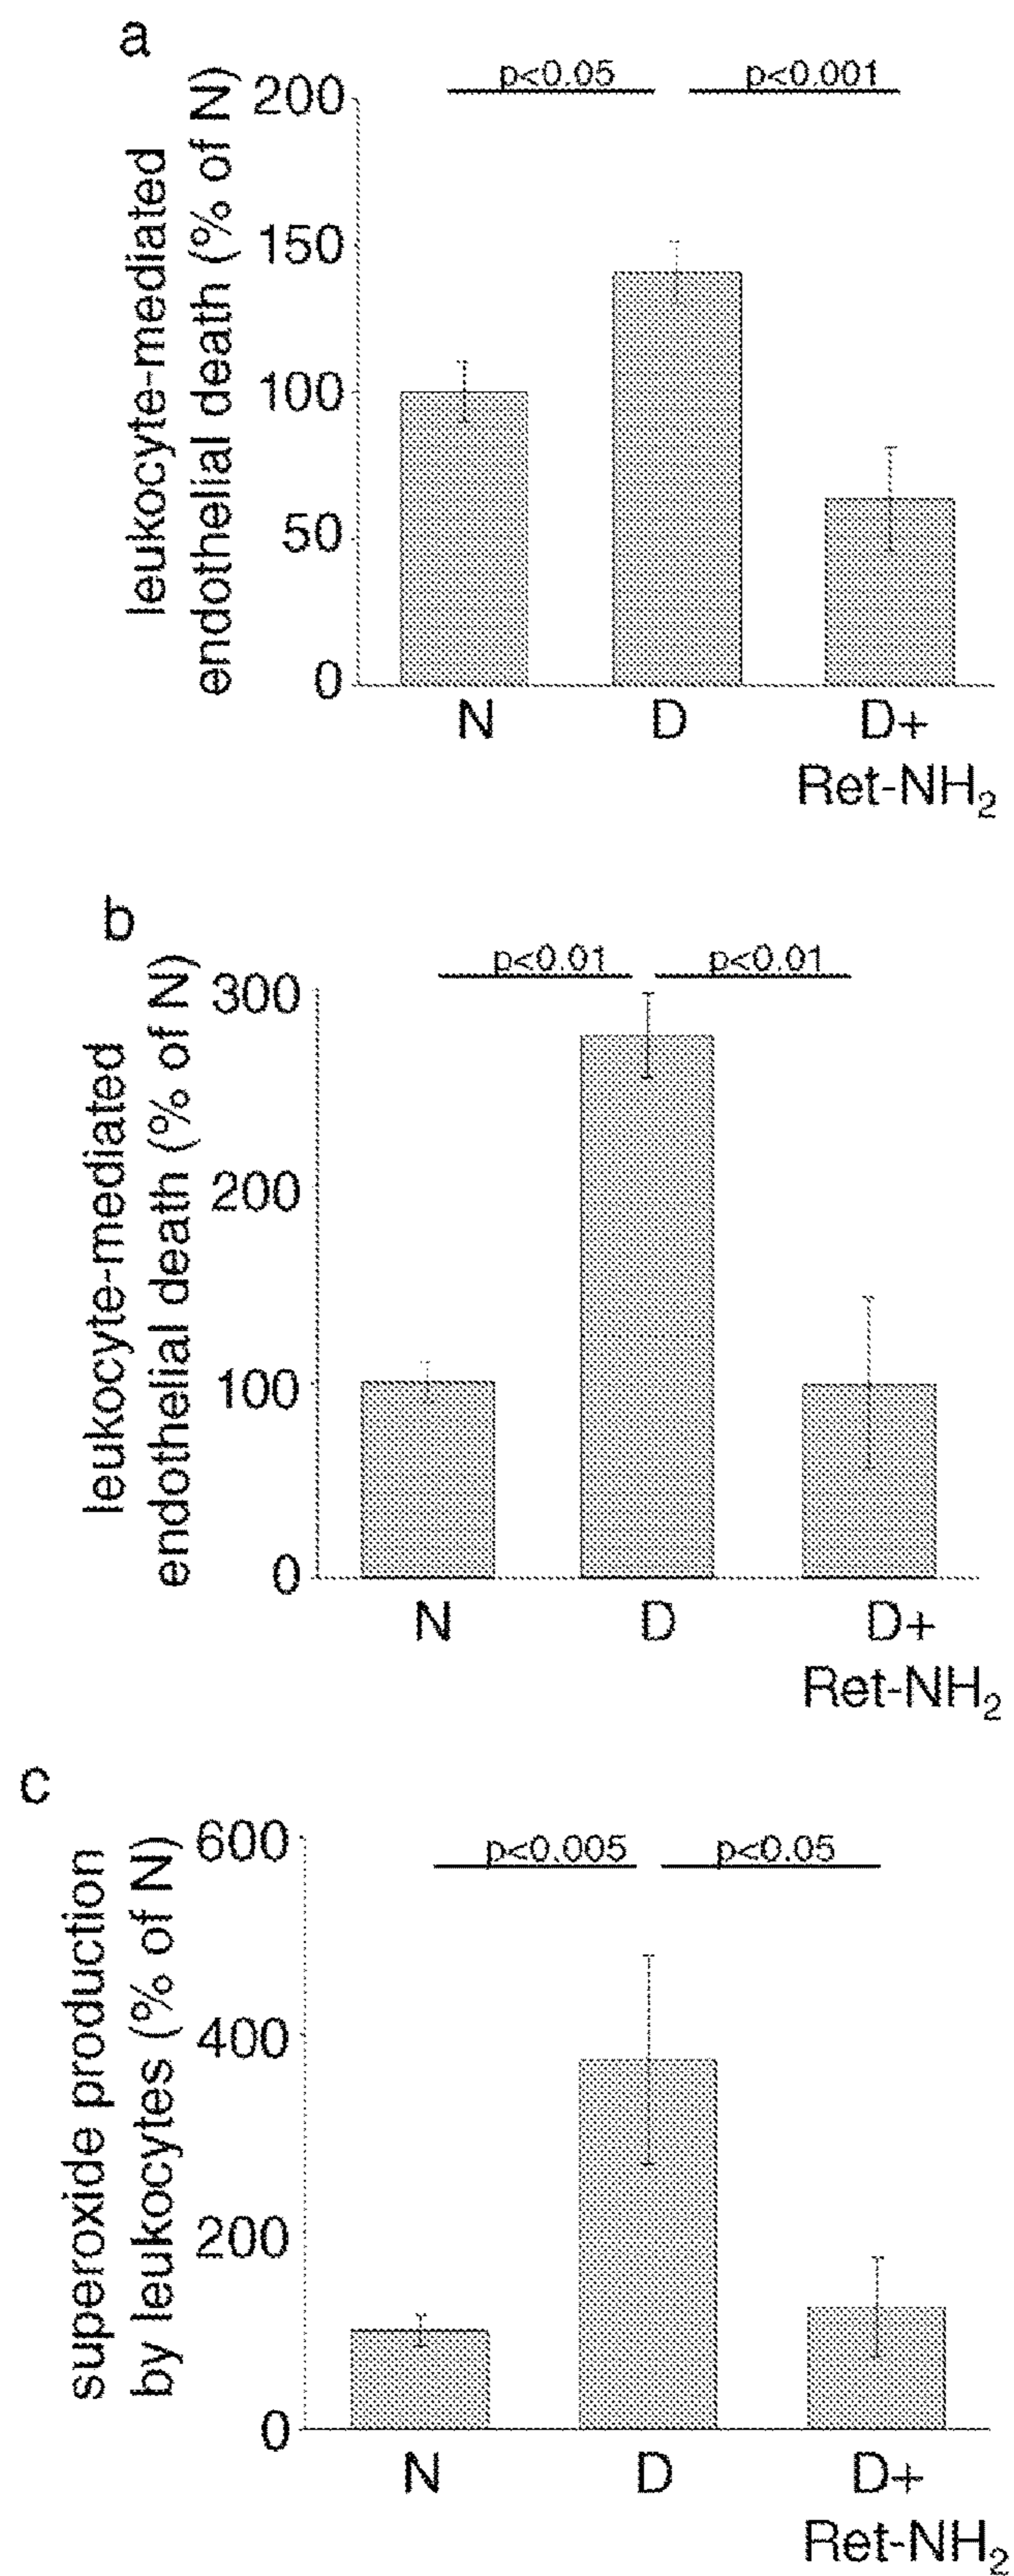 a
p<0.05 p<0.001
leukocyte-mediated
endothelial death (% of N)
200
150
100
50
0
N D D+
Ret-NH₂
b
p<0.01 p<0.01
leukocyte-mediated
endothelial death (% of N)
300
200
100
0
N D D+
Ret-NH₂
c
p<0.005 p<0.05
superoxide production
by leukocytes (% of N)
600
400
200
0
N D D+
Ret-NH₂